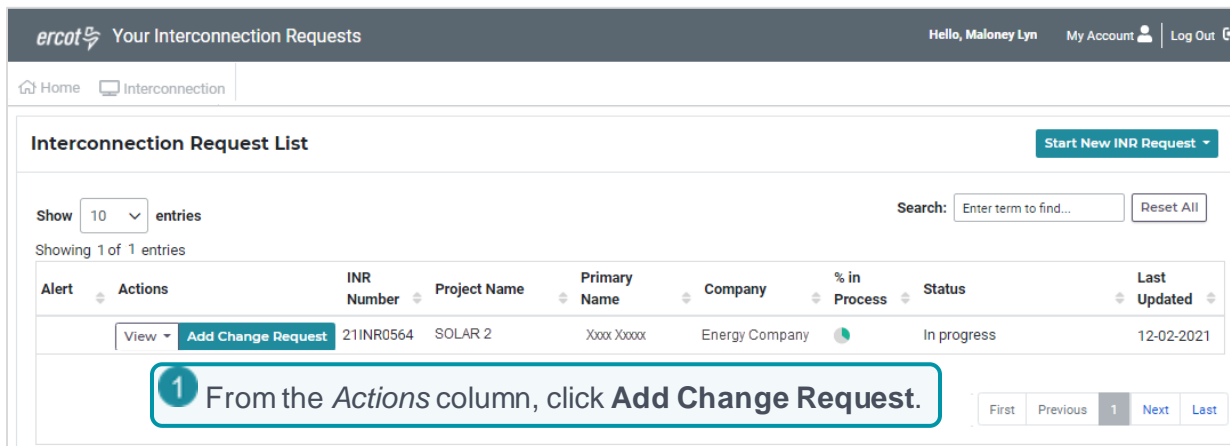 ercot Your Interconnection Requests Hello, Maloney Lyn My Account Log Out
Home Interconnection
Interconnection Request List Start New INR Request
Show 10 entries Search: Enter term to find... Reset All
Showing 1 of 1 entries
Alert Actions INR Number Project Name Primary Name Company % in Process Status Last Updated
View Add Change Request 21INR0564 SOLAR 2 Xxxx Xxxxx Energy Company In progress 12-02-2021
1 From the Actions column, click Add Change Request.
First Previous 1 Next Last